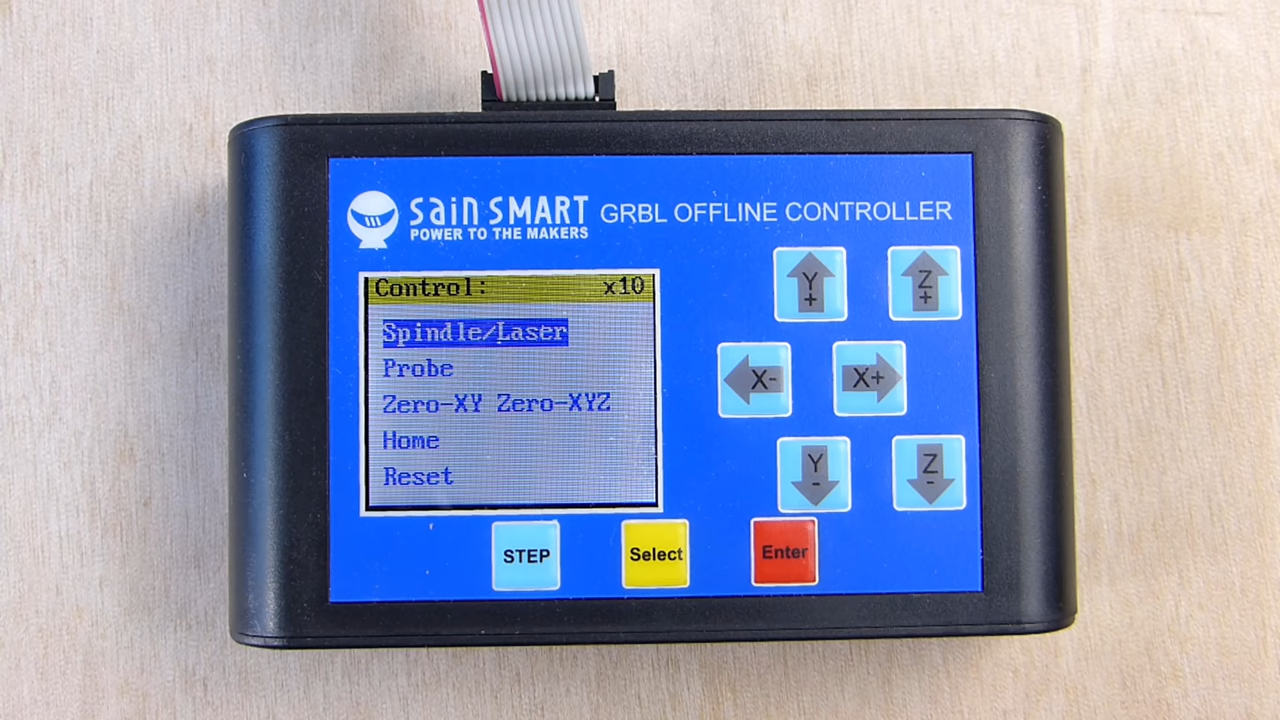 sain SMART GRBL OFFLINE CONTROLLER
POWER TO THE MAKERS
Control: x10
Spindle/Laser
Probe
Zero-XY Zero-XYZ
Home
Reset
Y+ Z+
X- X+
Y- Z-
STEP Select Enter